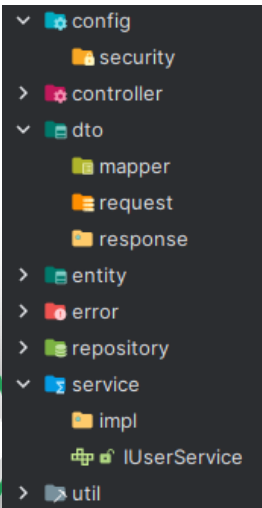 config
security
controller
dto
mapper
request
response
entity
error
repository
service
impl
IUserService
util